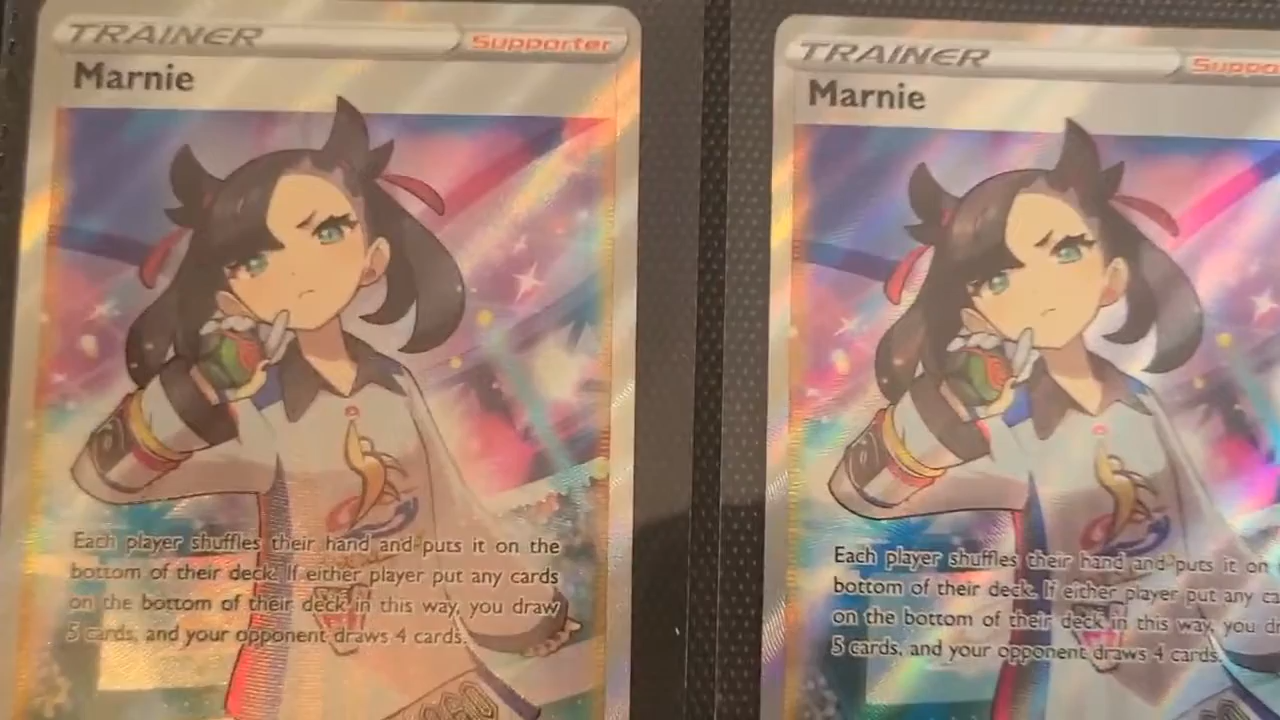 TRAINER Supporter
Marnie
Each player shuffles their hand and puts it on the
bottom of their deck. If either player put any cards
on the bottom of their deck in this way, you draw
5 cards, and your opponent draws 4 cards.
TRAINER
Marnie
Each player shuffles their hand and puts it on
bottom of their deck. If either player put any
on the bottom of their deck in this way, you
5 cards, and your opponent draws 4 cards.